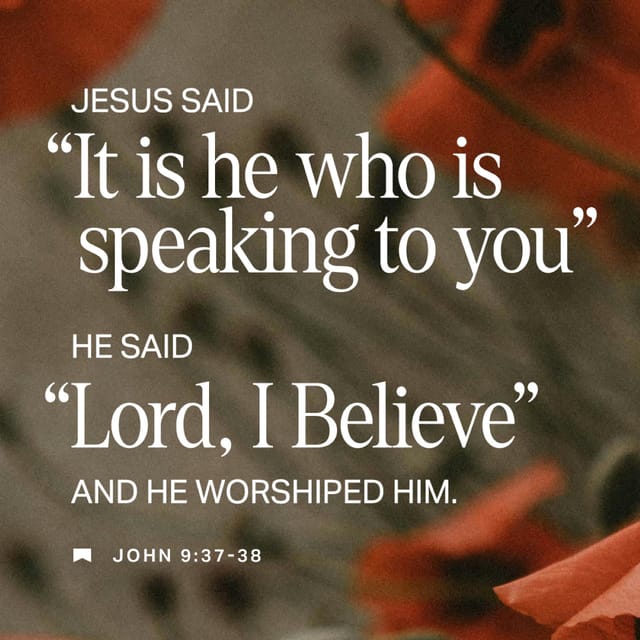 JESUS SAID
“It is he who is
speaking to you”
HE SAID
“Lord, I Believe”
AND HE WORSHIPED HIM.
JOHN 9:37-38